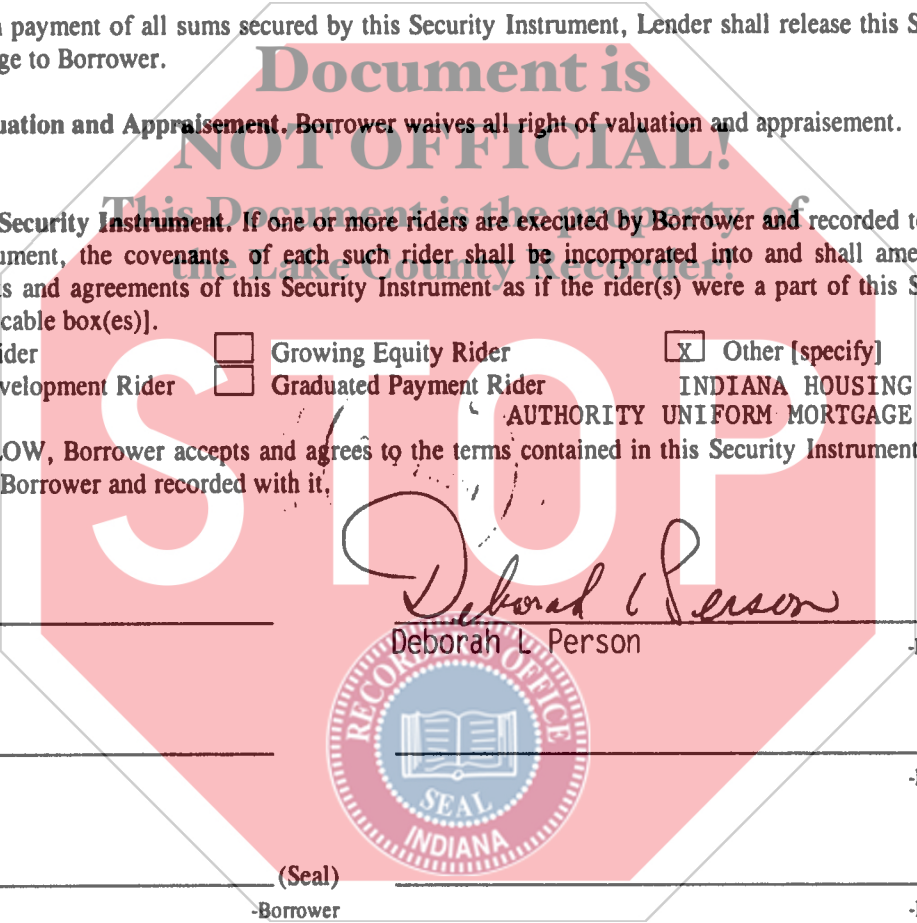 payment of all sums secured by this Security Instrument, Lender shall release this S
ge to Borrower.
Document is
uation and Appraisement. Borrower waives all right of valuation and appraisement.
NOT OFFICIAL!
This Document is the property of
Security Instrument. If one or more riders are executed by Borrower and recorded t
ument, the covenants of each such rider shall be incorporated into and shall ame
the Lake County Recorder!
s and agreements of this Security Instrument as if the rider(s) were a part of this S
cable box(es)].
ider Growing Equity Rider X Other [specify]
velopment Rider Graduated Payment Rider INDIANA HOUSING
AUTHORITY UNIFORM MORTGAGE
OW, Borrower accepts and agrees to the terms contained in this Security Instrument
Borrower and recorded with it.
STOP
Deborah L Person
Deborah L Person
RECORDER'S OFFICE
SEAL
INDIANA
(Seal)
-Borrower